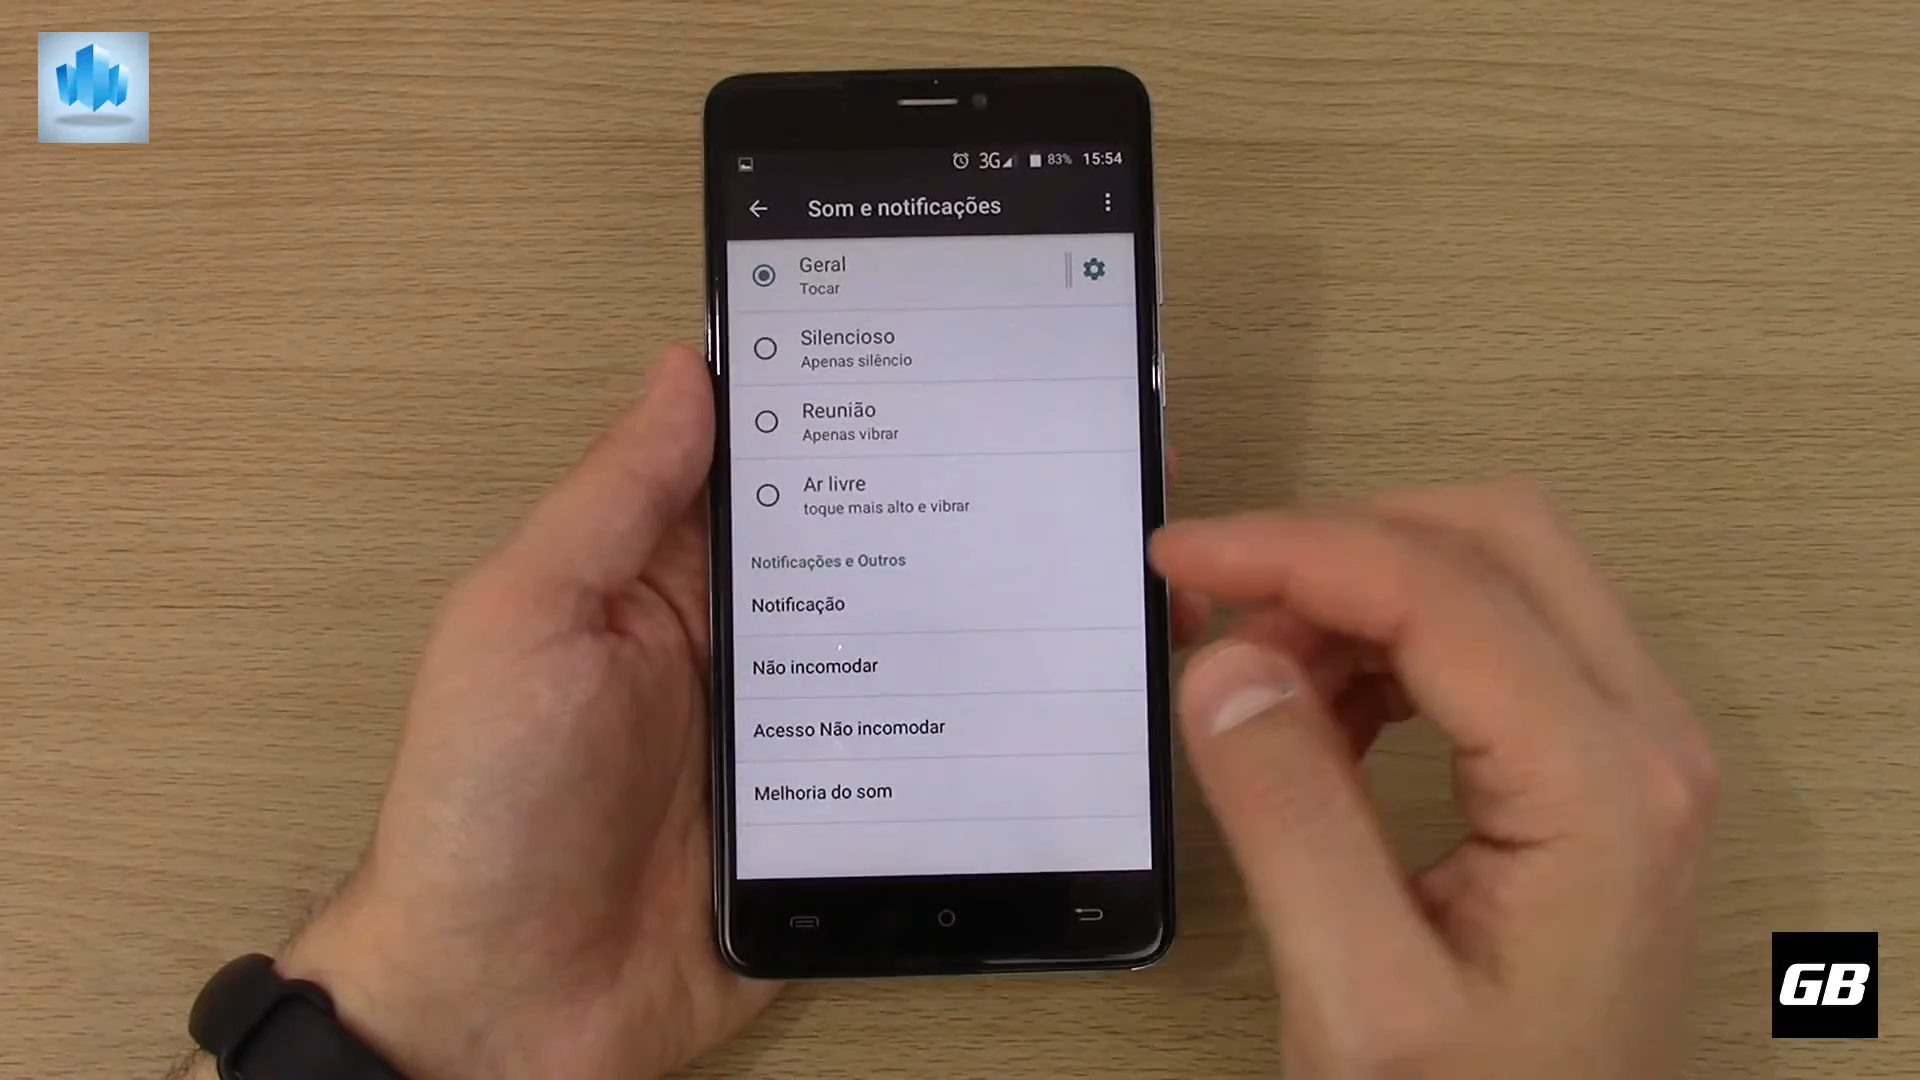 3G 83% 15:54
Som e notificações
Geral
Tocar
Silencioso
Apenas silêncio
Reunião
Apenas vibrar
Ar livre
toque mais alto e vibrar
Notificações e Outros
Notificação
Não incomodar
Acesso Não incomodar
Melhoria do som
GB